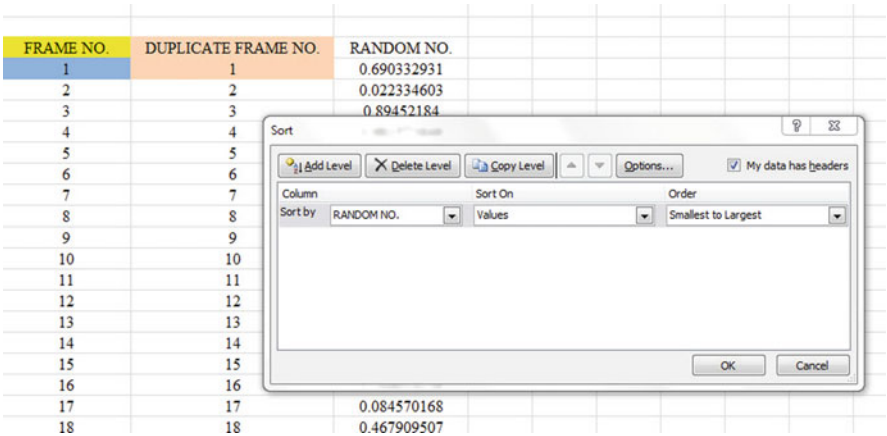 FRAME NO. DUPLICATE FRAME NO. RANDOM NO.
1 1 0.690332931
2 2 0.022334603
3 3 0.89452184
4 4
Sort
5 5
Add Level Delete Level Copy Level Options... My data has headers
6 6
7 7
Column Sort On Order
8 8
Sort by RANDOM NO. Values Smallest to Largest
9 9
10 10
11 11
12 12
13 13
14 14
15 15
OK Cancel
16 16
17 17 0.084570168
18 18 0.467909507